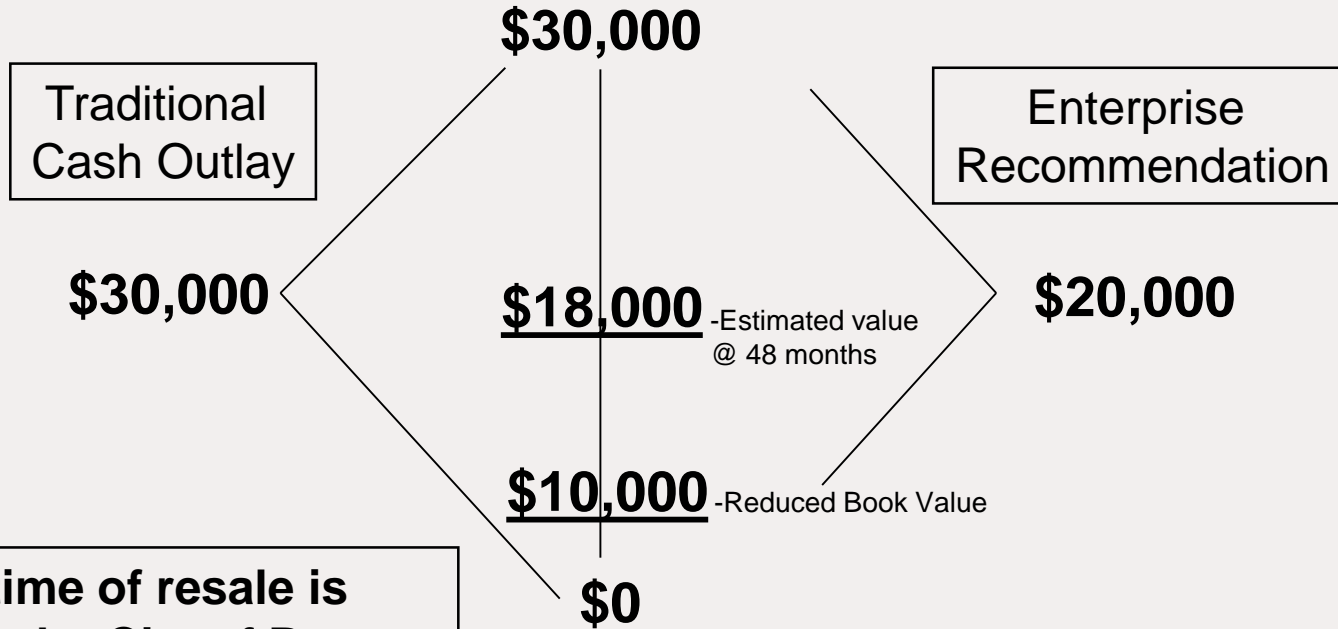 $30,000
Traditional
Cash Outlay
Enterprise
Recommendation
$30,000
$18,000 -Estimated value
@ 48 months
$20,000
$10,000 -Reduced Book Value
$0
time of resale is